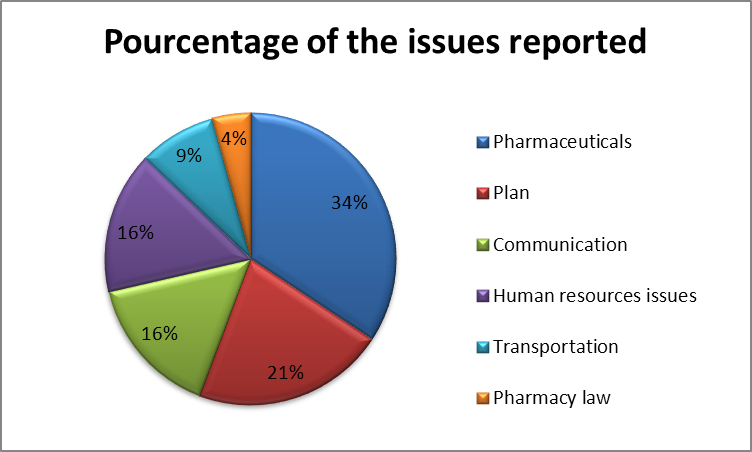 Pourcentage of the issues reported
4%
9%
34%
16%
16%
21%
Pharmaceuticals
Plan
Communication
Human resources issues
Transportation
Pharmacy law